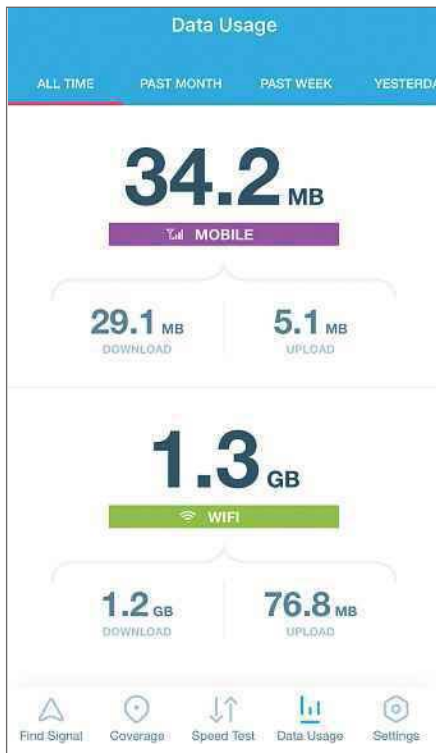 Data Usage
ALL TIME PAST MONTH PAST WEEK YESTERDA
34.2 MB
MOBILE
29.1 MB 5.1 MB
DOWNLOAD UPLOAD
1.3 GB
WIFI
1.2 GB 76.8 MB
DOWNLOAD UPLOAD
Find Signal Coverage Speed Test Data Usage Settings